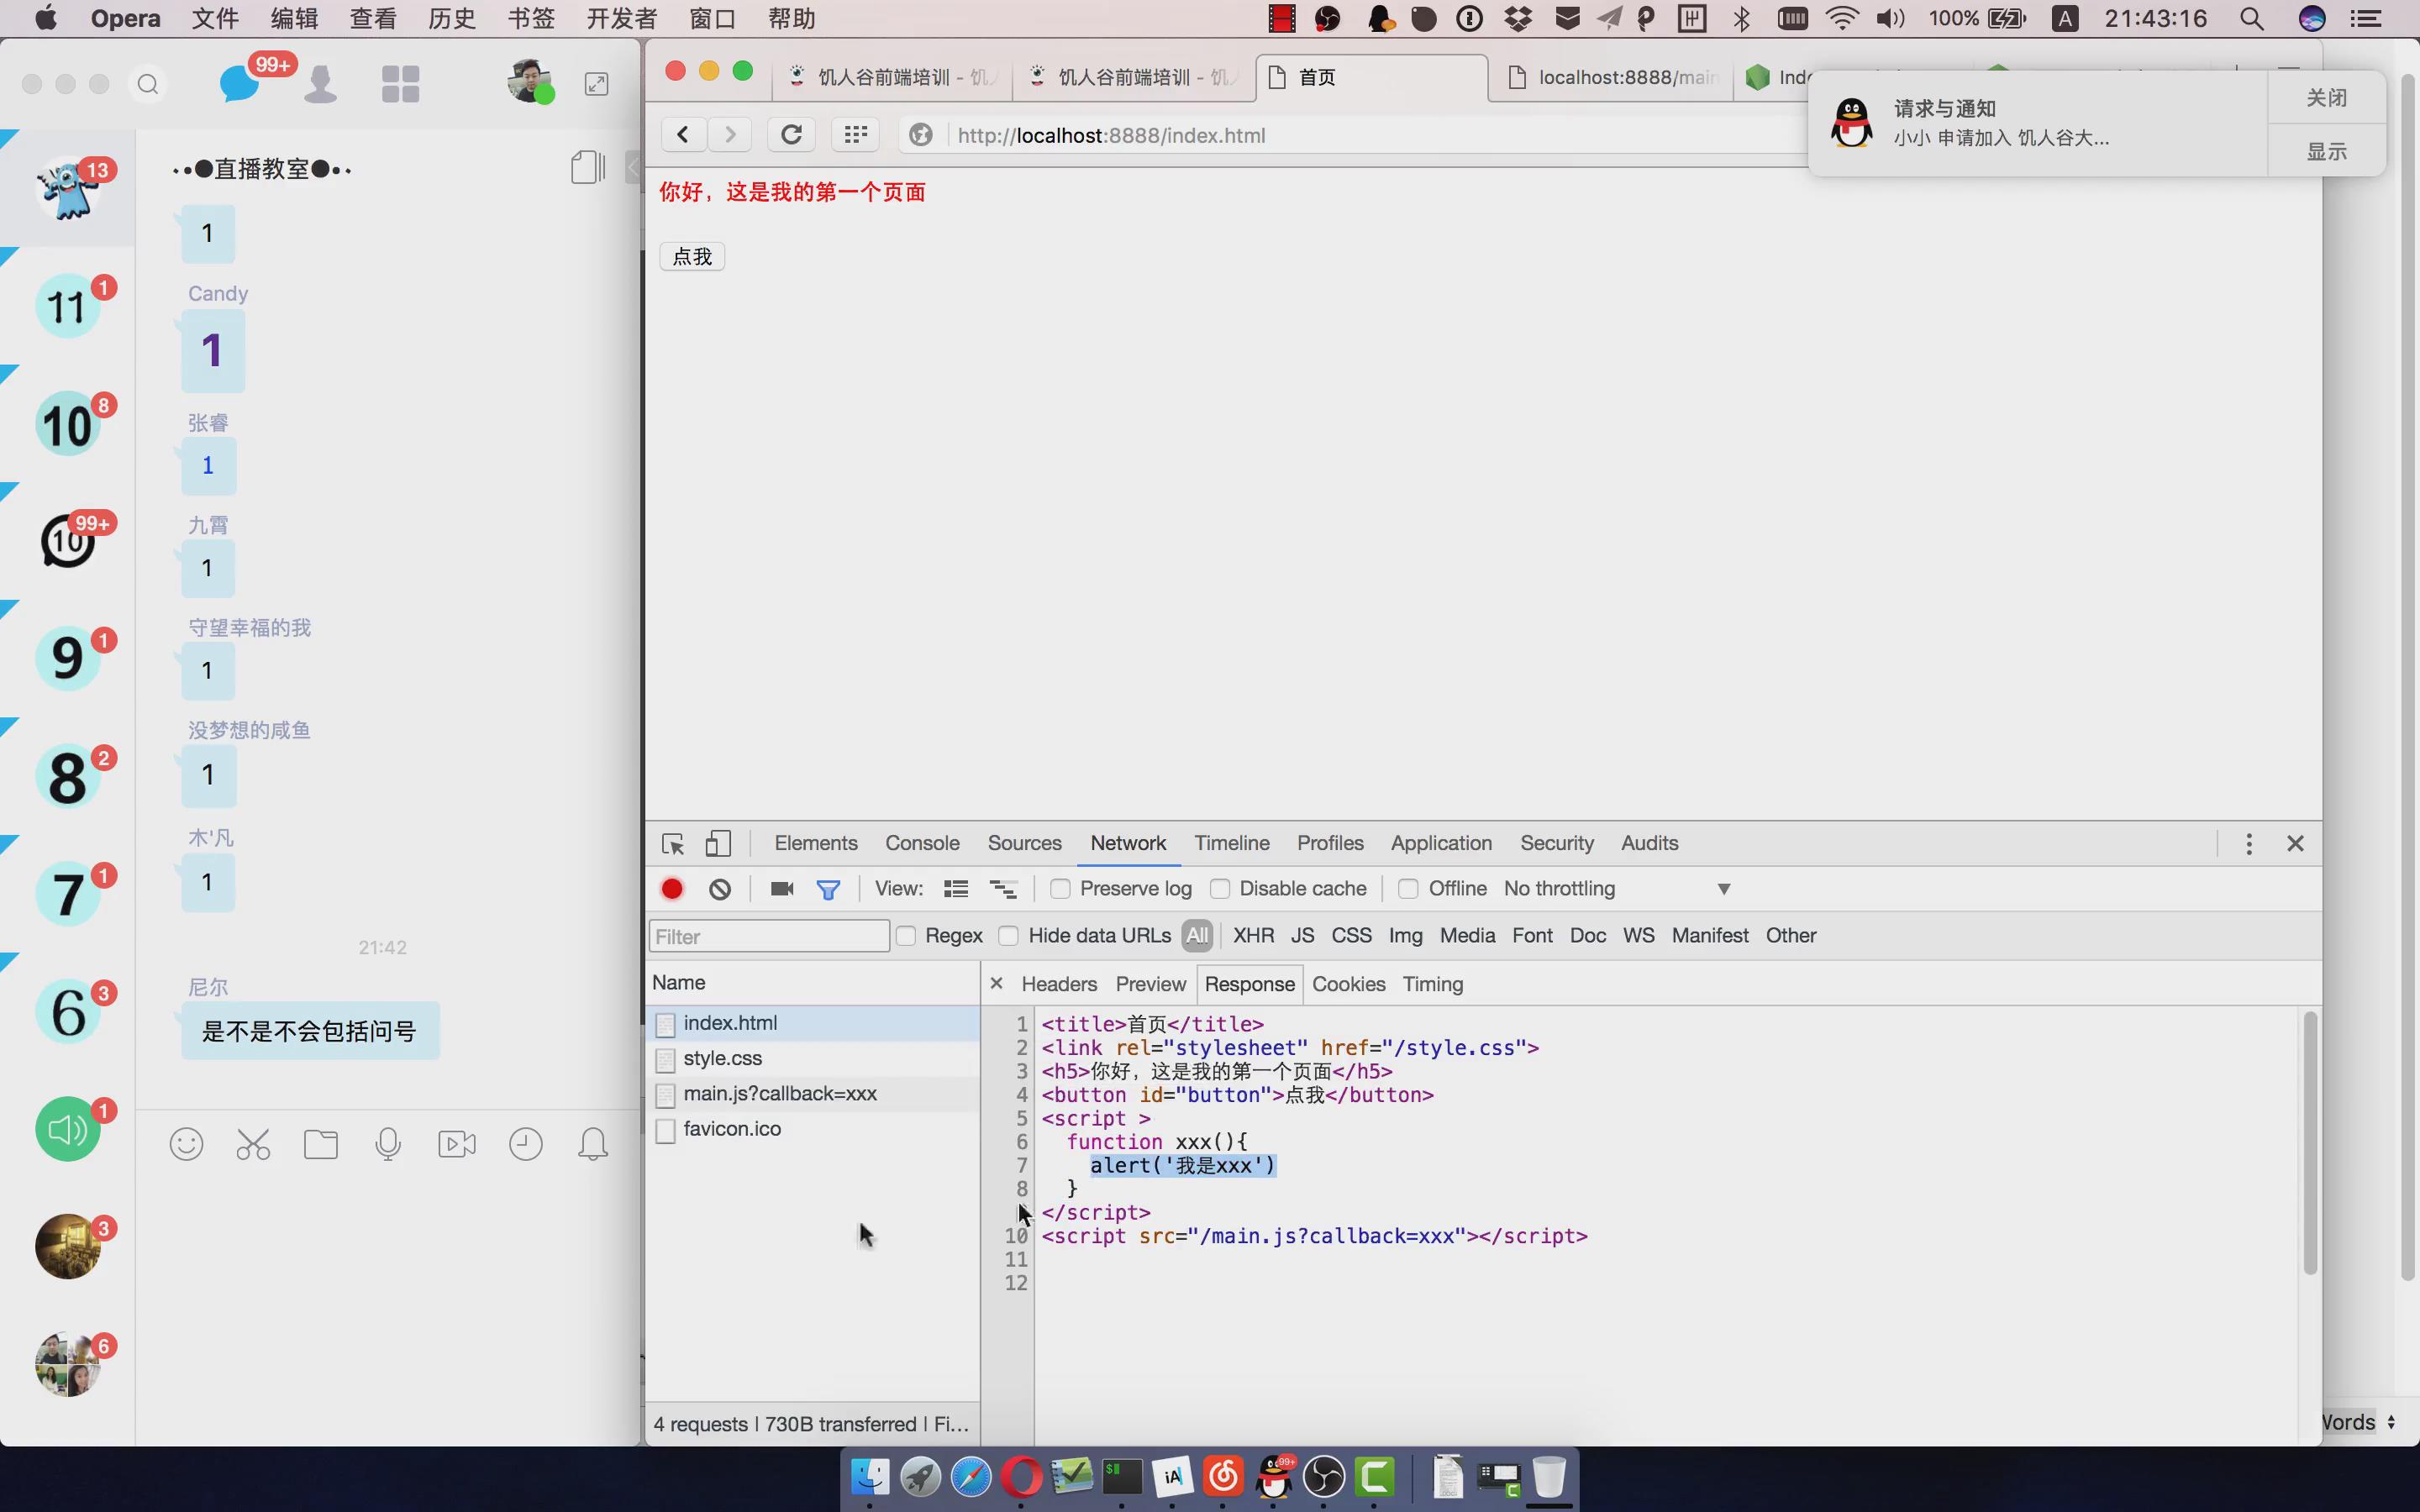 Opera 文件 编辑 查看 历史 书签 开发者 窗口 帮助
100% A 21:43:16
99+
13
··●直播教室●··
1
Candy
1
张睿
1
九霄
1
守望幸福的我
1
没梦想的咸鱼
1
木'凡
1
21:42
尼尔
是不是不会包括问号
11 1
10 8
10 99+
9 1
8 2
7 1
6 3
1
3
6
饥人谷前端培训 - 饥
饥人谷前端培训 - 饥
首页
localhost:8888/main
Inde
请求与通知
小小 申请加入 饥人谷大...
关闭
显示
http://localhost:8888/index.html
你好，这是我的第一个页面
点我
Elements Console Sources Network Timeline Profiles Application Security Audits
View: Preserve log Disable cache Offline No throttling
Filter Regex Hide data URLs All XHR JS CSS Img Media Font Doc WS Manifest Other
Name
× Headers Preview Response Cookies Timing
index.html
style.css
main.js?callback=xxx
favicon.ico
1 <title>首页</title>
2 <link rel="stylesheet" href="/style.css">
3 <h5>你好，这是我的第一个页面</h5>
4 <button id="button">点我</button>
5 <script >
6 function xxx(){
7 alert('我是xxx')
8 }
</script>
10 <script src="/main.js?callback=xxx"></script>
11
12
4 requests | 730B transferred | Fi...
Words
$
iA
99+